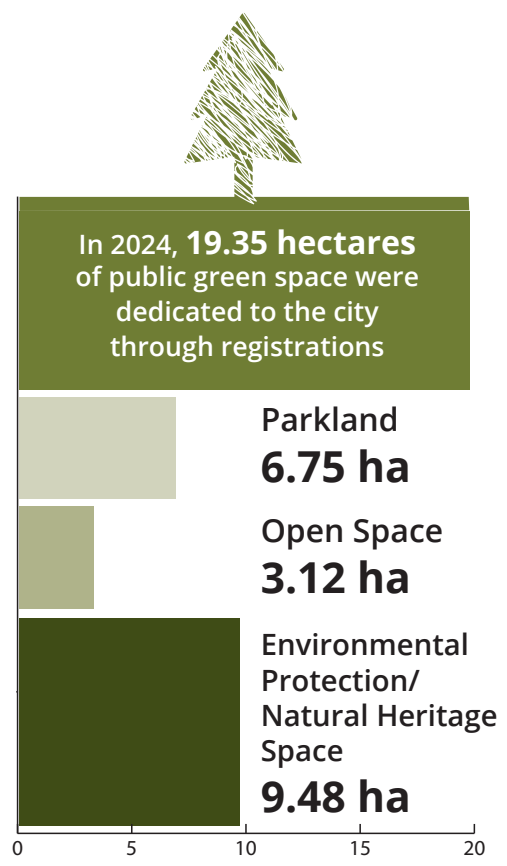 In 2024, 19.35 hectares
of public green space were
dedicated to the city
through registrations
Parkland
6.75 ha
Open Space
3.12 ha
Environmental
Protection/
Natural Heritage
Space
9.48 ha
0 5 10 15 20